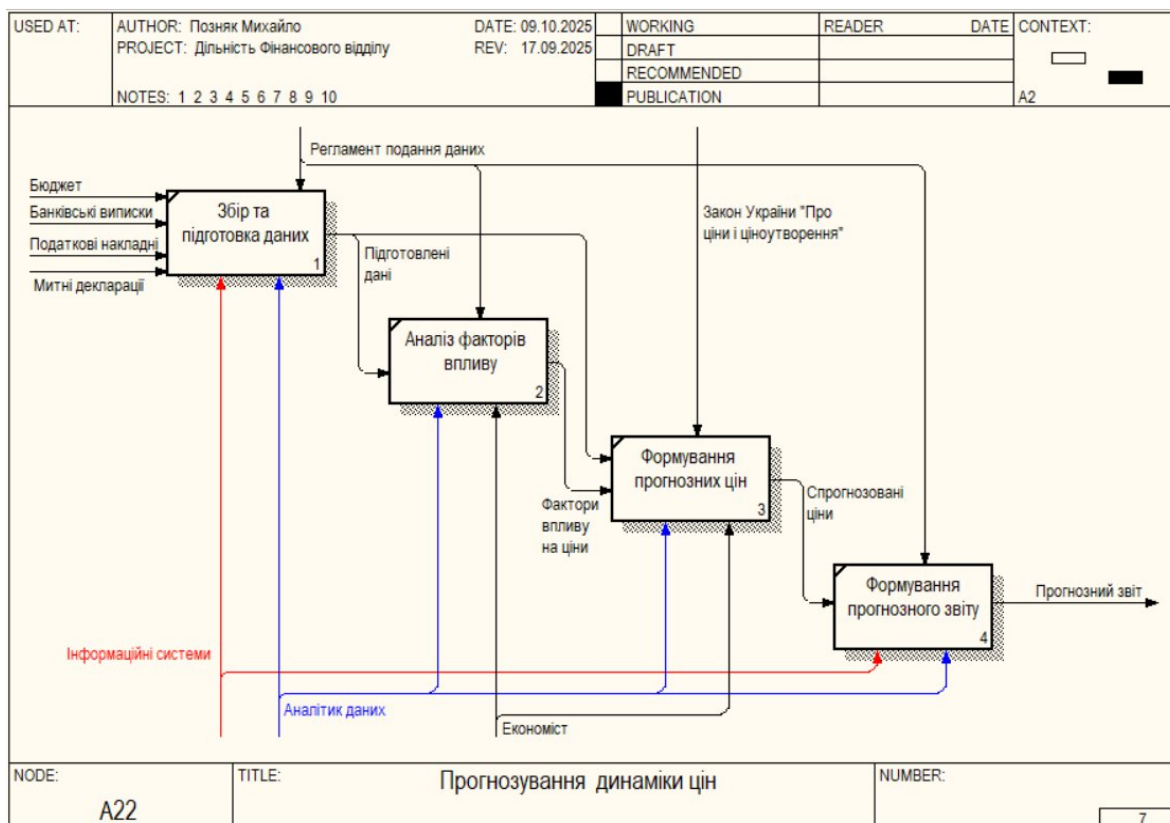 USED AT:
AUTHOR: Позняк Михайло
DATE: 09.10.2025
PROJECT: Дільність Фінансового відділу
REV: 17.09.2025
NOTES: 1 2 3 4 5 6 7 8 9 10
WORKING
DRAFT
RECOMMENDED
PUBLICATION
READER
DATE
CONTEXT:
A2
Регламент подання даних
Бюджет
Банківські виписки
Податкові накладні
Митні декларації
Збір та
підготовка даних
1
Закон України "Про
ціни і ціноутворення"
Підготовлені
дані
Аналіз факторів
впливу
2
Фактори
впливу
на ціни
Формування
прогнозних цін
3
Спрогнозовані
ціни
Формування
прогнозного звіту
4
Прогнозний звіт
Інформаційні системи
Аналітик даних
Економіст
NODE:
A22
TITLE:
Прогнозування динаміки цін
NUMBER:
7